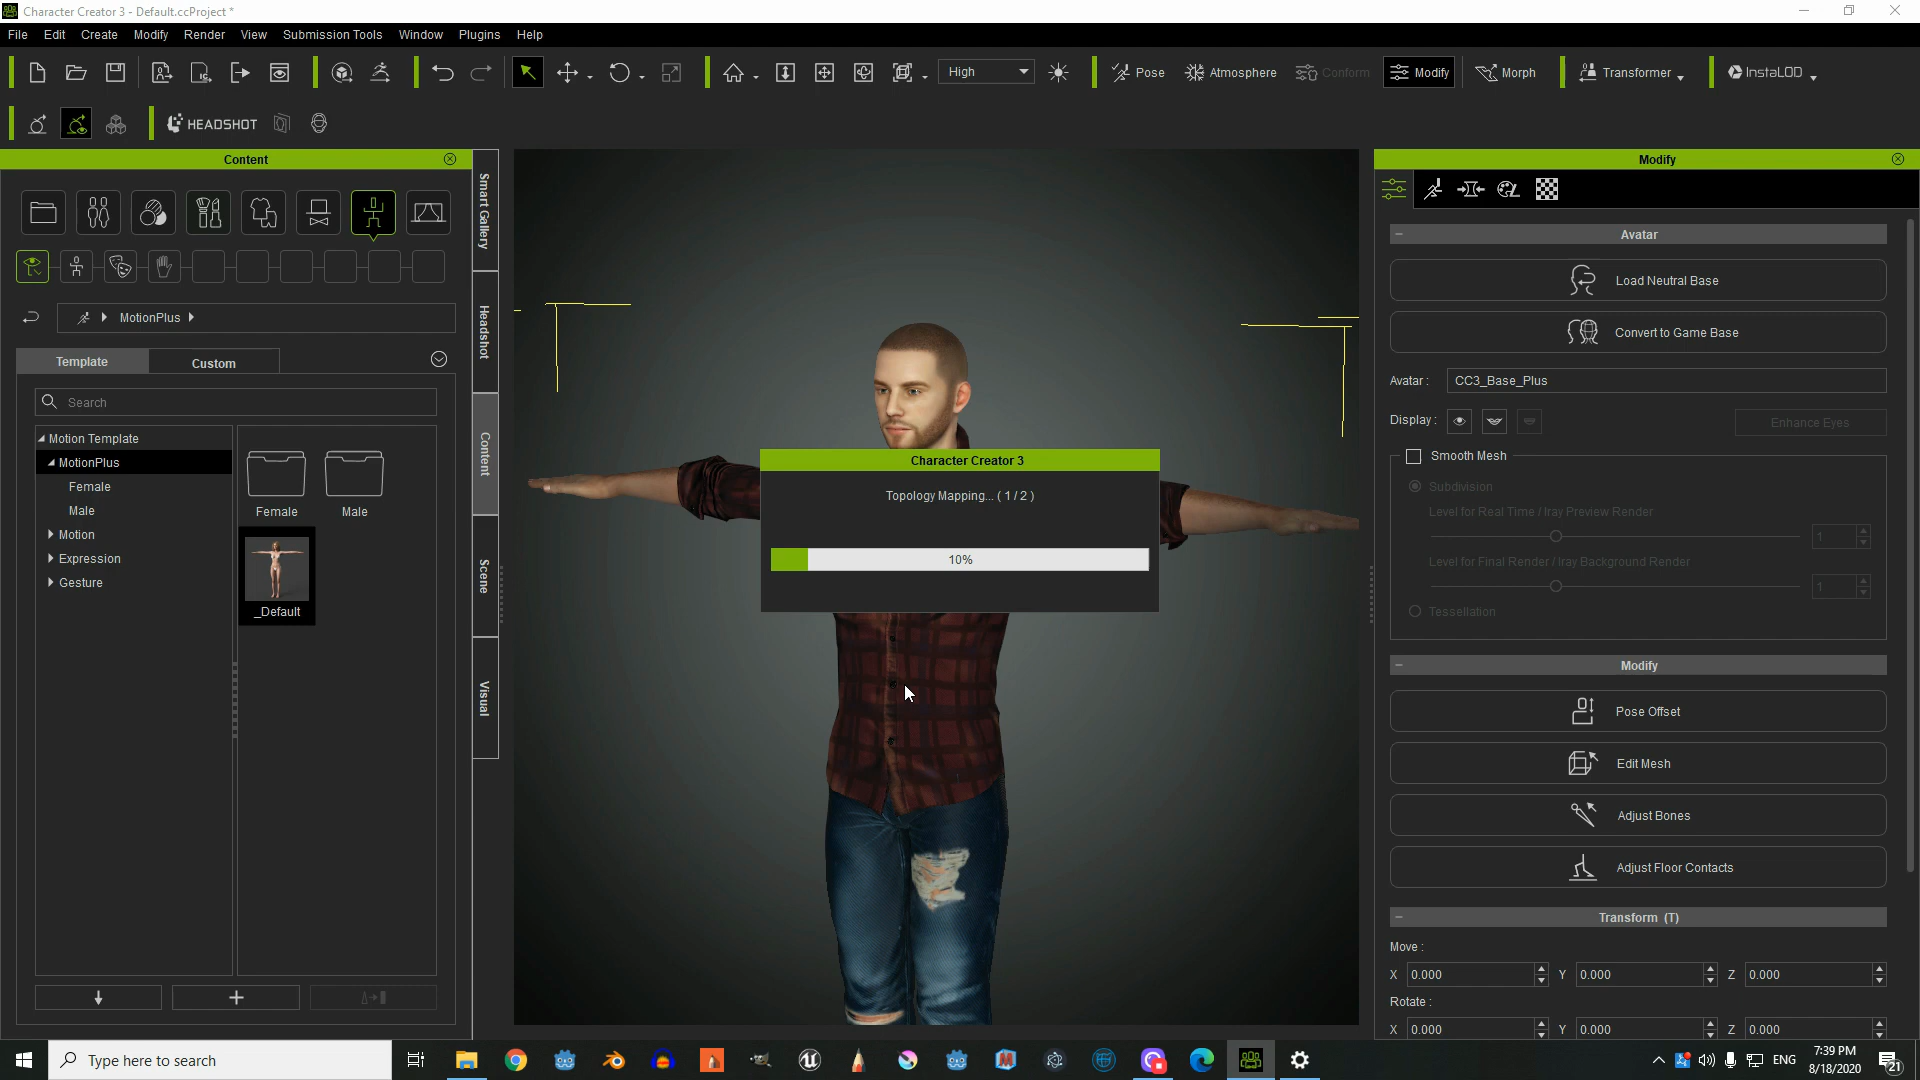 Character Creator 3 - Default.ccProject *
File Edit Create Modify Render View Submission Tools Window Plugins Help
High Pose Atmosphere Conform Modify Morph Transformer InstaLOD
HEADSHOT
Content
MotionPlus
Template Custom
Search
Motion Template
MotionPlus
Female
Male
Motion
Expression
Gesture
Female Male
_Default
Smart Gallery
Headshot
Content
Scene
Visual
Character Creator 3
Topology Mapping... ( 1 / 2 )
10%
Modify
Avatar
Load Neutral Base
Convert to Game Base
Avatar : CC3_Base_Plus
Display : Enhance Eyes
Smooth Mesh
Subdivision
Level for Real Time / Iray Preview Render
1
Level for Final Render / Iray Background Render
1
Tessellation
Modify
Pose Offset
Edit Mesh
Adjust Bones
Adjust Floor Contacts
Transform (T)
Move :
X 0.000 Y 0.000 Z 0.000
Rotate :
X 0.000 Y 0.000 Z 0.000
Type here to search
ENG
7:39 PM
8/18/2020
21